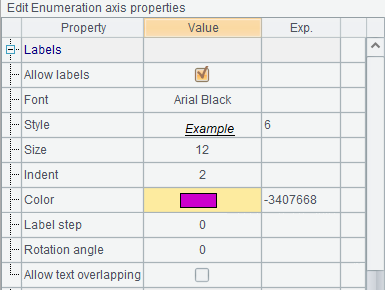 Edit Enumeration axis properties
Property Value Exp.
Labels
Allow labels
Font Arial Black
Style Example 6
Size 12
Indent 2
Color -3407668
Label step 0
Rotation angle 0
Allow text overlapping